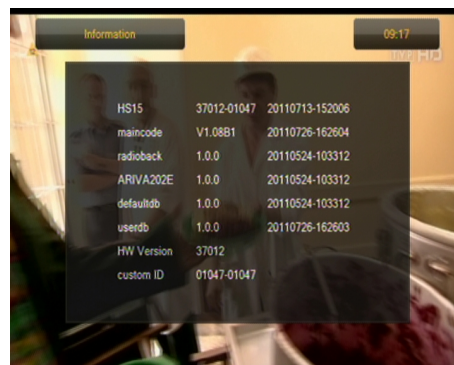 Information 09:17
TVP HD
HS15 37012-01047 20110713-152006
maincode V1.08B1 20110726-162604
radioback 1.0.0 20110524-103312
ARIVA202E 1.0.0 20110524-103312
defaultdb 1.0.0 20110524-103312
userdb 1.0.0 20110726-162603
HW Version 37012
custom ID 01047-01047